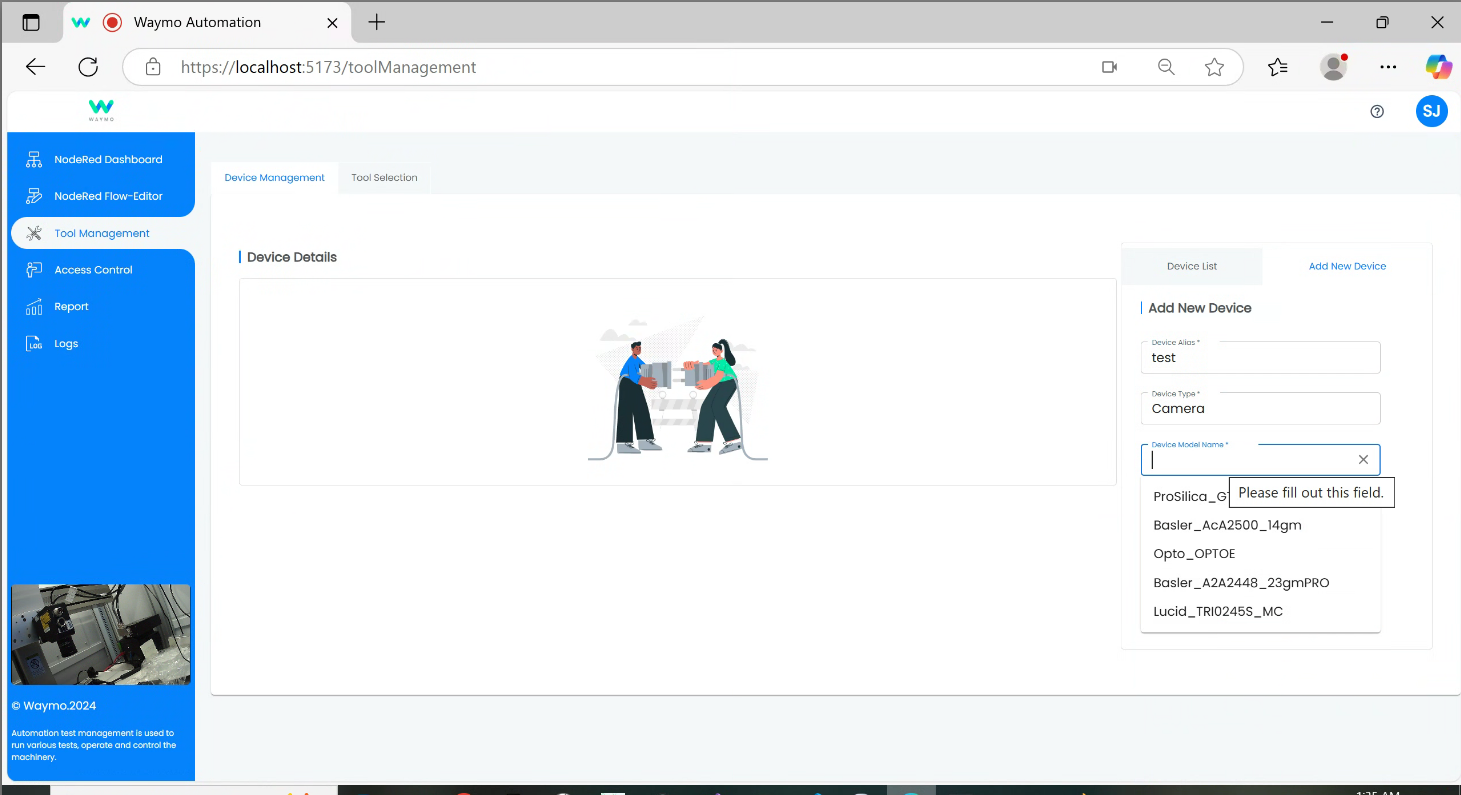 Waymo Automation
https://localhost:5173/toolManagement
WAYMO
SJ
NodeRed Dashboard
NodeRed Flow-Editor
Tool Management
Access Control
Report
LOG
Logs
© Waymo.2024
Automation test management is used to
run various tests, operate and control the
machinery.
Device Management
Tool Selection
Device Details
Device List
Add New Device
Add New Device
Device Alias *
test
Device Type *
Camera
Device Model Name *
Please fill out this field.
ProSilica_
Basler_AcA2500_14gm
Opto_OPTOE
Basler_A2A2448_23gmPRO
Lucid_TRI0245S_MC